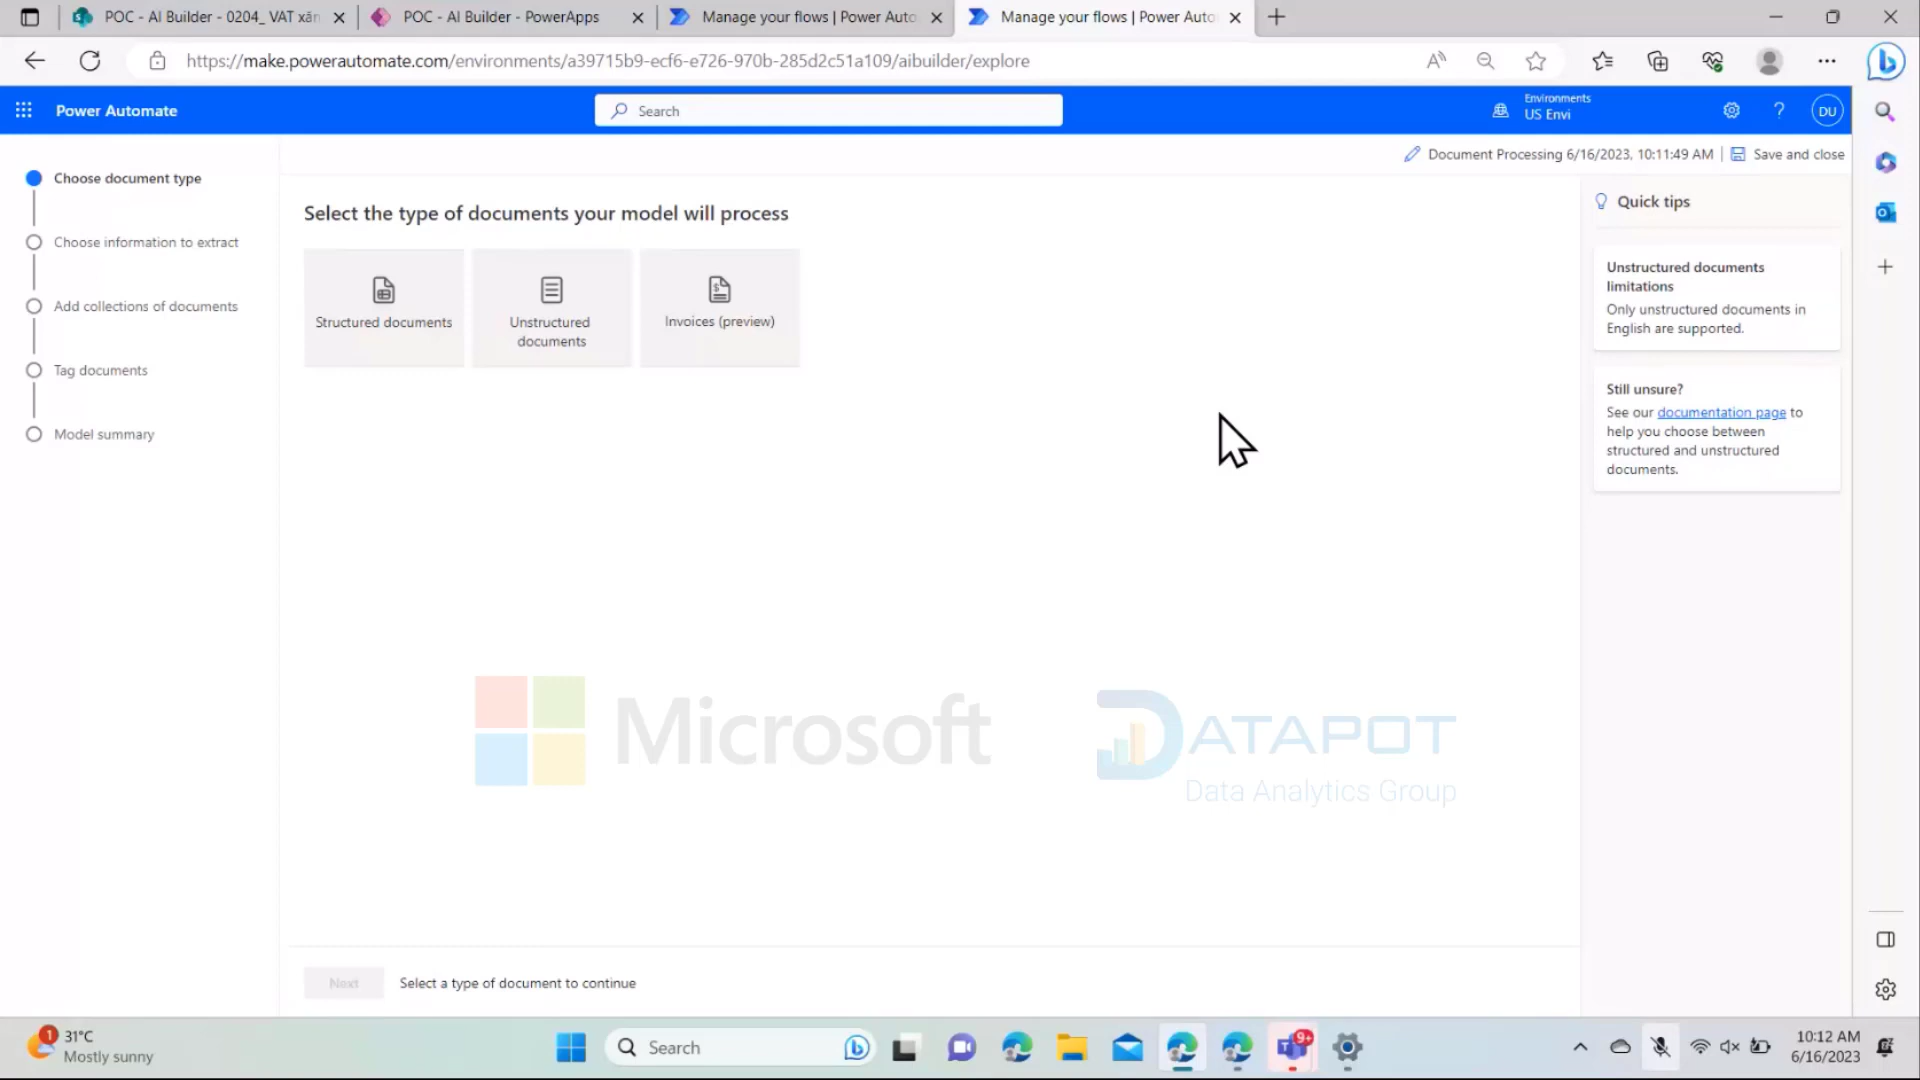 POC - AI Builder - 0204_ VAT xăn
POC - AI Builder - PowerApps
Manage your flows | Power Auto
Manage your flows | Power Auto
https://make.powerautomate.com/environments/a39715b9-ecf6-e726-970b-285d2c51a109/aibuilder/explore
Power Automate
Search
Environments
US Envi
?
DU
Document Processing 6/16/2023, 10:11:49 AM
Save and close
Choose document type
Choose information to extract
Add collections of documents
Tag documents
Model summary
Select the type of documents your model will process
Structured documents
Unstructured
documents
Invoices (preview)
Quick tips
Unstructured documents
limitations
Only unstructured documents in
English are supported.
Still unsure?
See our documentation page to
help you choose between
structured and unstructured
documents.
Microsoft
DATAPOT
Data Analytics Group
Next
Select a type of document to continue
1
31°C
Mostly sunny
Search
9+
10:12 AM
6/16/2023